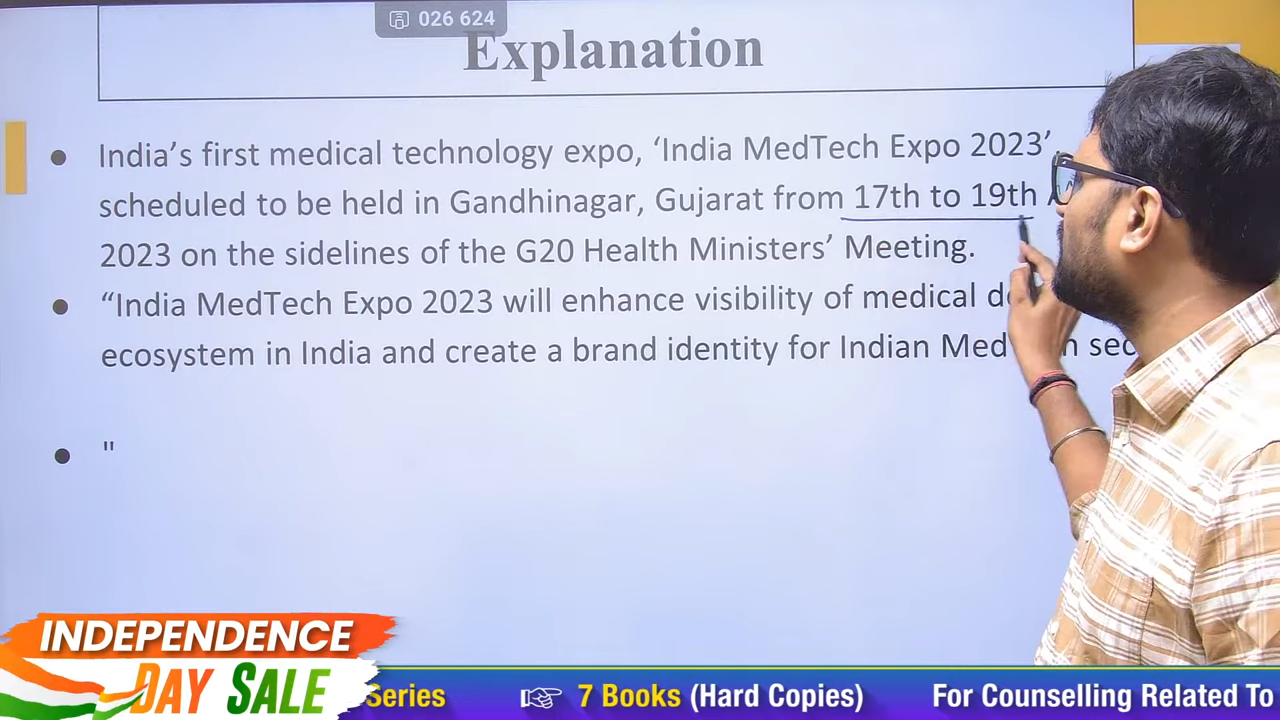 026 624
Explanation
• India’s first medical technology expo, ‘India MedTech Expo 2023’
scheduled to be held in Gandhinagar, Gujarat from 17th to 19th
2023 on the sidelines of the G20 Health Ministers’ Meeting.
• “India MedTech Expo 2023 will enhance visibility of medical
ecosystem in India and create a brand identity for Indian
• "
INDEPENDENCE
DAY SALE
Series 7 Books (Hard Copies) For Counselling Related To